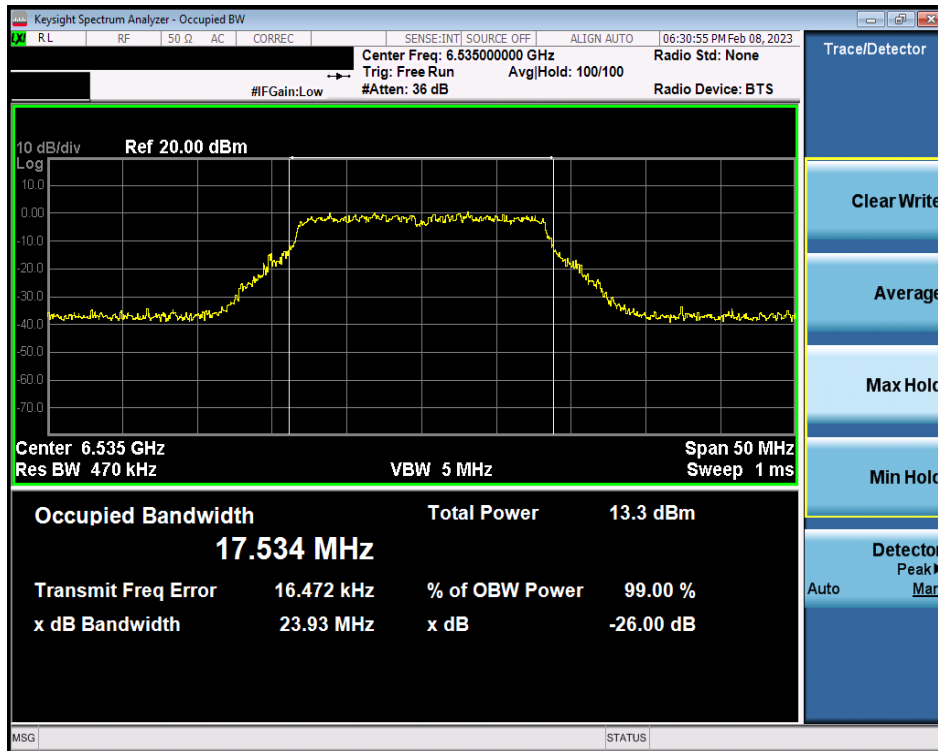 Keysight Spectrum Analyzer - Occupied BW
LXI RL RF 50 Ω AC CORREC SENSE:INT SOURCE OFF ALIGN AUTO 06:30:55 PM Feb 08, 2023
Center Freq: 6.535000000 GHz Radio Std: None
Trig: Free Run Avg|Hold: 100/100
#IFGain:Low #Atten: 36 dB Radio Device: BTS
Trace/Detector
10 dB/div Ref 20.00 dBm
Log
10.0
0.00
-10.0
-20.0
-30.0
-40.0
-50.0
-60.0
-70.0
Center 6.535 GHz Span 50 MHz
Res BW 470 kHz VBW 5 MHz Sweep 1 ms
Occupied Bandwidth Total Power 13.3 dBm
17.534 MHz
Transmit Freq Error 16.472 kHz % of OBW Power 99.00 %
x dB Bandwidth 23.93 MHz x dB -26.00 dB
Clear Write
Average
Max Hold
Min Hold
Detector
Peak▶
Auto Man
MSG STATUS